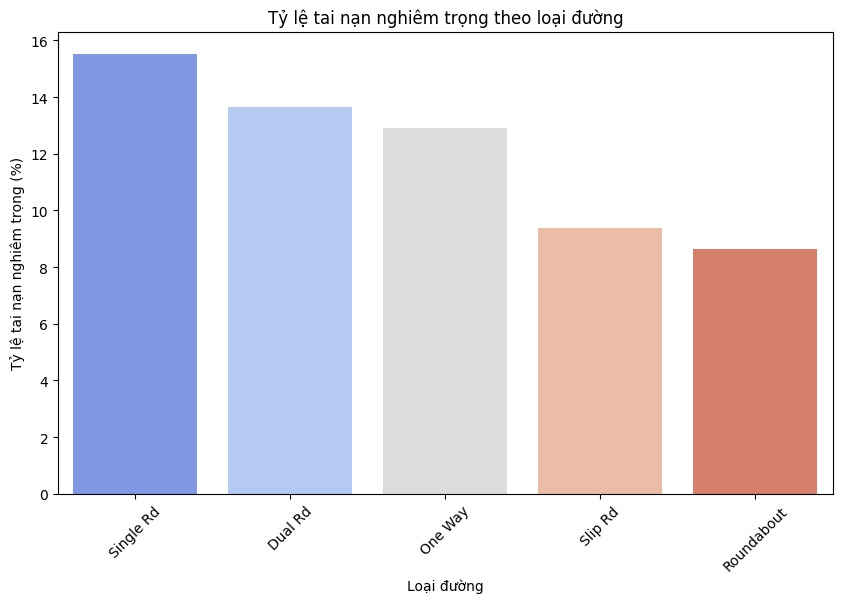 Tỷ lệ tai nạn nghiêm trọng theo loại đường
Tỷ lệ tai nạn nghiêm trọng (%)
16
14
12
10
8
6
4
2
0
Single Rd
Dual Rd
One Way
Slip Rd
Roundabout
Loại đường